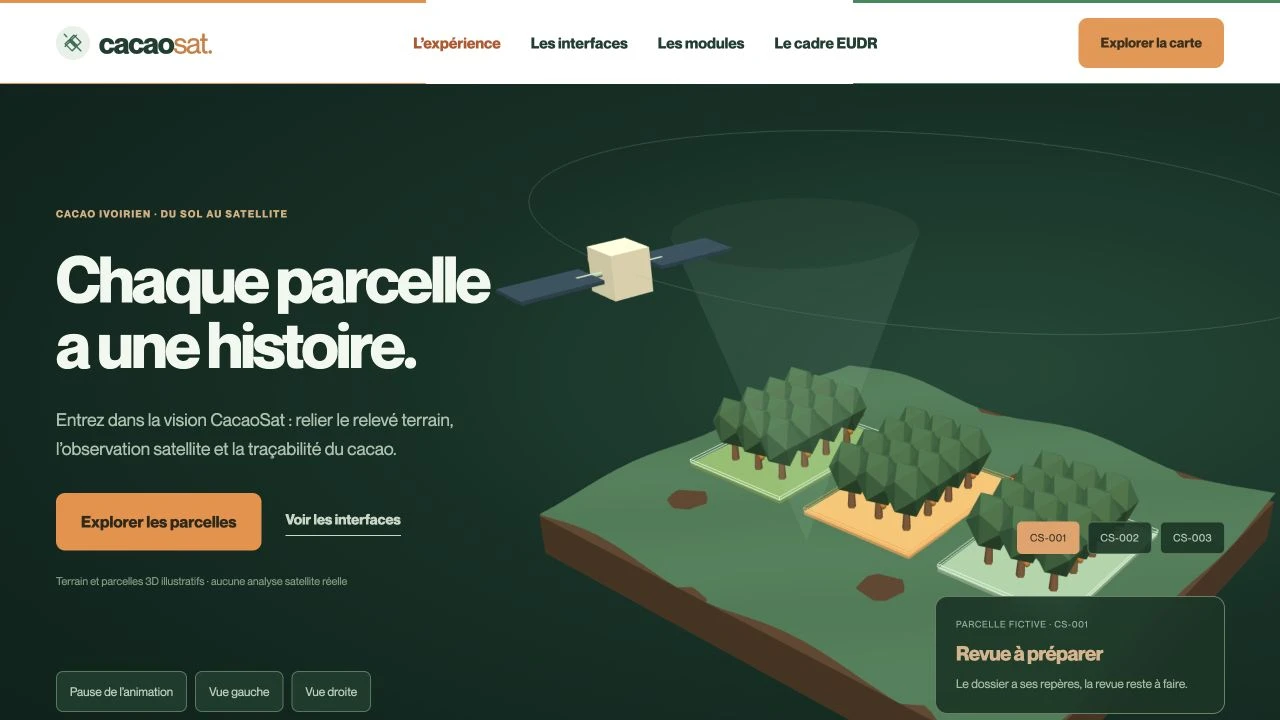 cacaosat.
L'expérience
Les interfaces
Les modules
Le cadre EUDR
Explorer la carte
CACAO IVOIRIEN · DU SOL AU SATELLITE
Chaque parcelle
a une histoire.
Entrez dans la vision CacaoSat : relier le relevé terrain,
l'observation satellite et la traçabilité du cacao.
Explorer les parcelles
Voir les interfaces
Terrain et parcelles 3D illustratifs · aucune analyse satellite réelle
CS-001
CS-002
CS-003
PARCELLE FICTIVE · CS-001
Revue à préparer
Le dossier a ses repères, la revue reste à faire.
Pause de l'animation
Vue gauche
Vue droite